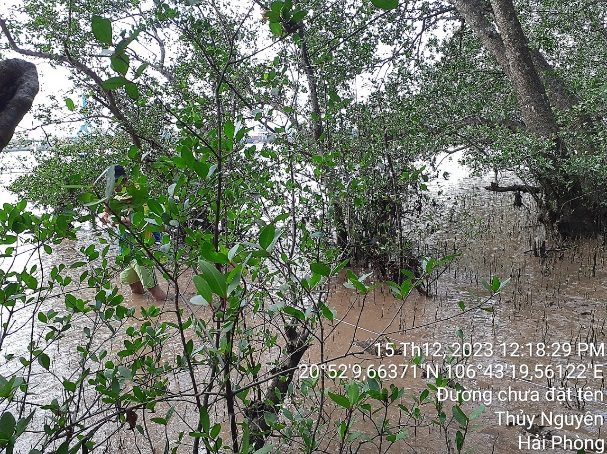 15 Th12, 2023 12:18:29 PM
20°52'9,66371"N 106°43'19,56122"E
Đường chưa đặt tên
Thủy Nguyên
Hải Phòng